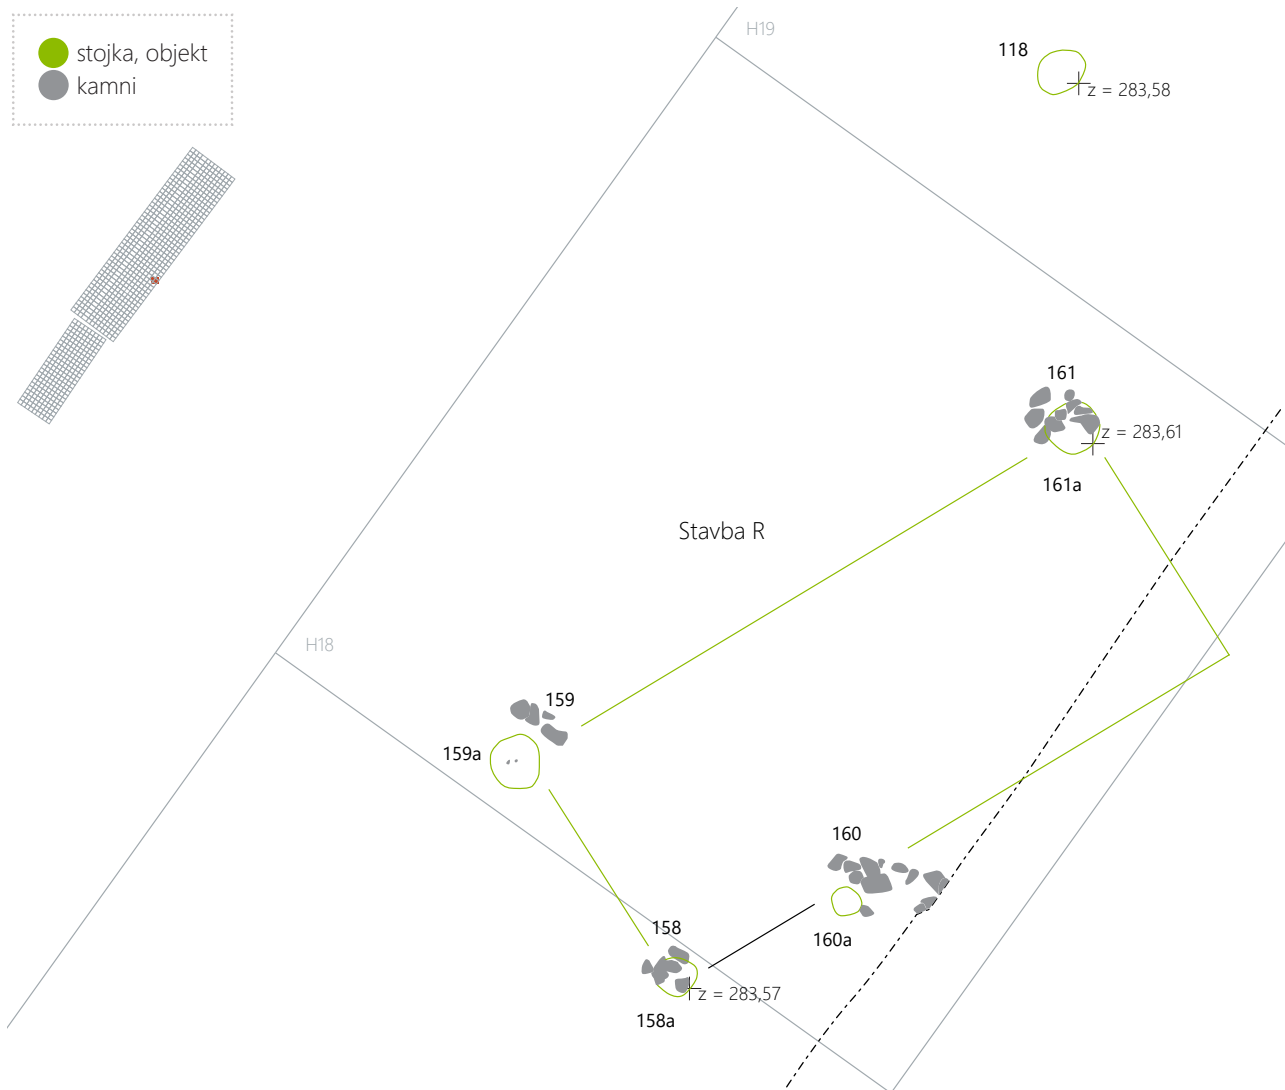 stojka, objekt
kamni
H19
118
z = 283,58
161
z = 283,61
161a
Stavba R
H18
159
159a
160
160a
158
z = 283,57
158a